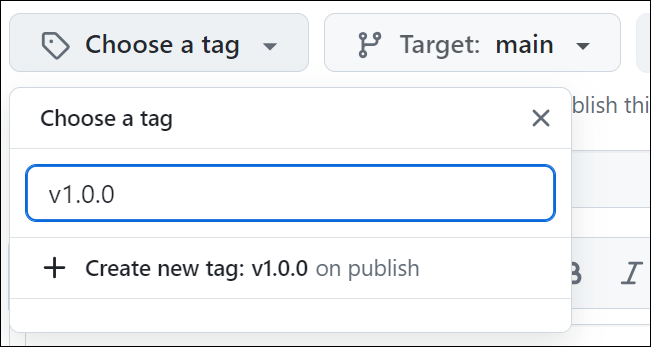 Choose a tag Target: main
blish thi
Choose a tag
v1.0.0
Create new tag: v1.0.0 on publish
B I